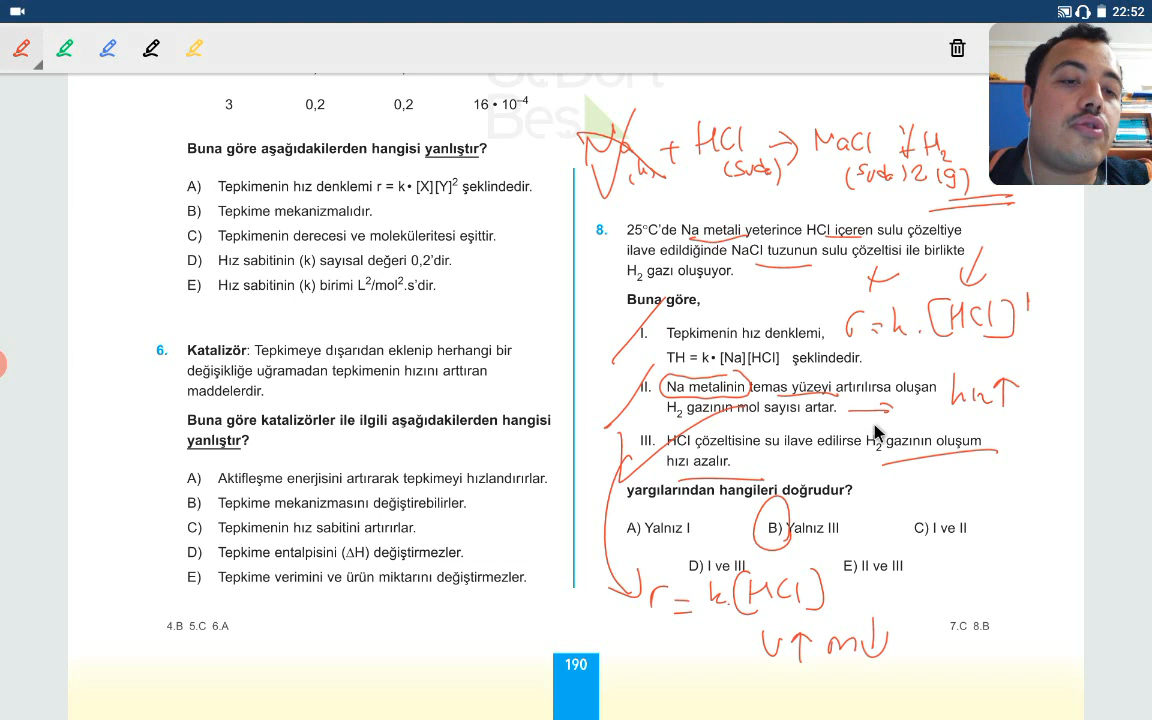 22:52
St Dört
Beş
3 0,2 0,2 16 • 10⁻⁴
Buna göre aşağıdakilerden hangisi yanlıştır?
A) Tepkimenin hız denklemi r = k• [X][Y]² şeklindedir.
B) Tepkime mekanizmalıdır.
C) Tepkimenin derecesi ve moleküleritesi eşittir.
D) Hız sabitinin (k) sayısal değeri 0,2'dir.
E) Hız sabitinin (k) birimi L²/mol².s'dir.
6. Katalizör: Tepkimeye dışarıdan eklenip herhangi bir
değişikliğe uğramadan tepkimenin hızını arttıran
maddelerdir.
Buna göre katalizörler ile ilgili aşağıdakilerden hangisi
yanlıştır?
A) Aktifleşme enerjisini artırarak tepkimeyi hızlandırırlar.
B) Tepkime mekanizmasını değiştirebilirler.
C) Tepkimenin hız sabitini artırırlar.
D) Tepkime entalpisini (ΔH) değiştirmezler.
E) Tepkime verimini ve ürün miktarını değiştirmezler.
4.B 5.C 6.A
Na + HCl → NaCl + H₂
(k) (suda) (suda) 2 (g)
8. 25°C'de Na metali yeterince HCl içeren sulu çözeltiye
ilave edildiğinde NaCl tuzunun sulu çözeltisi ile birlikte
H₂ gazı oluşuyor.
Buna göre,
r = k . [HCl]¹
I. Tepkimenin hız denklemi,
TH = k• [Na][HCl] şeklindedir.
II. Na metalinin temas yüzeyi artırılırsa oluşan
H₂ gazının mol sayısı artar.
hız ↑
III. HCl çözeltisine su ilave edilirse H₂ gazının oluşum
hızı azalır.
yargılarından hangileri doğrudur?
A) Yalnız I B) Yalnız III C) I ve II
D) I ve III E) II ve III
↓ r = k.[HCl]
V↑ m↓
7.C 8.B
190